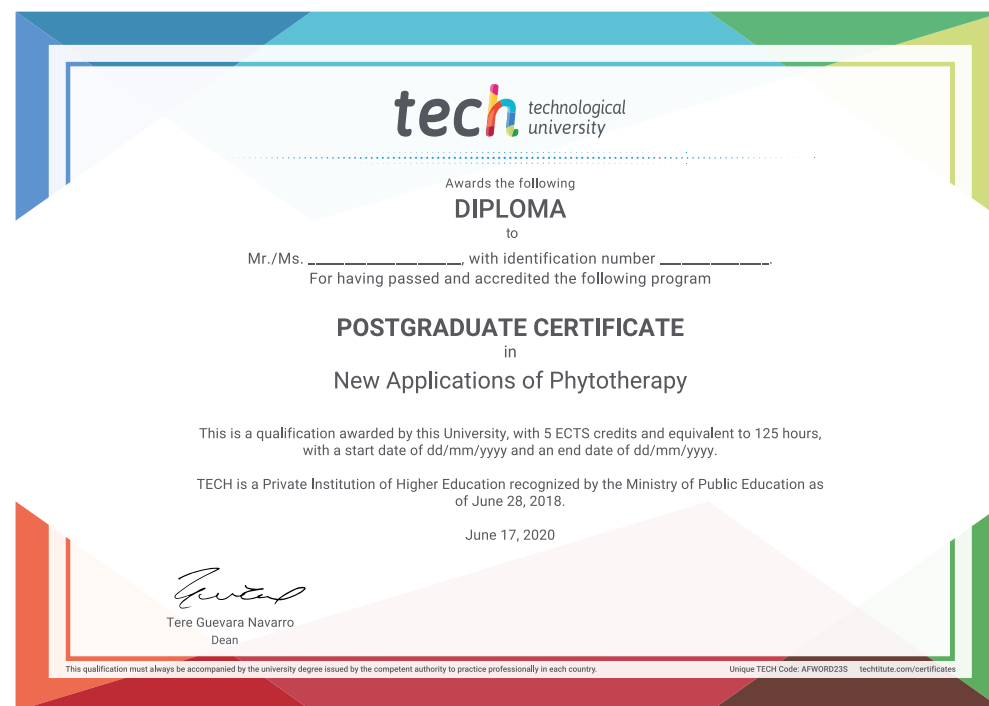 tech technological
university
Awards the following
DIPLOMA
to
Mr./Ms. _________________, with identification number _____________.
For having passed and accredited the following program
POSTGRADUATE CERTIFICATE
in
New Applications of Phytotherapy
This is a qualification awarded by this University, with 5 ECTS credits and equivalent to 125 hours,
with a start date of dd/mm/yyyy and an end date of dd/mm/yyyy.
TECH is a Private Institution of Higher Education recognized by the Ministry of Public Education as
of June 28, 2018.
June 17, 2020
Tere Guevara Navarro
Dean
This qualification must always be accompanied by the university degree issued by the competent authority to practice professionally in each country.
Unique TECH Code: AFWORD23S techtitute.com/certificates